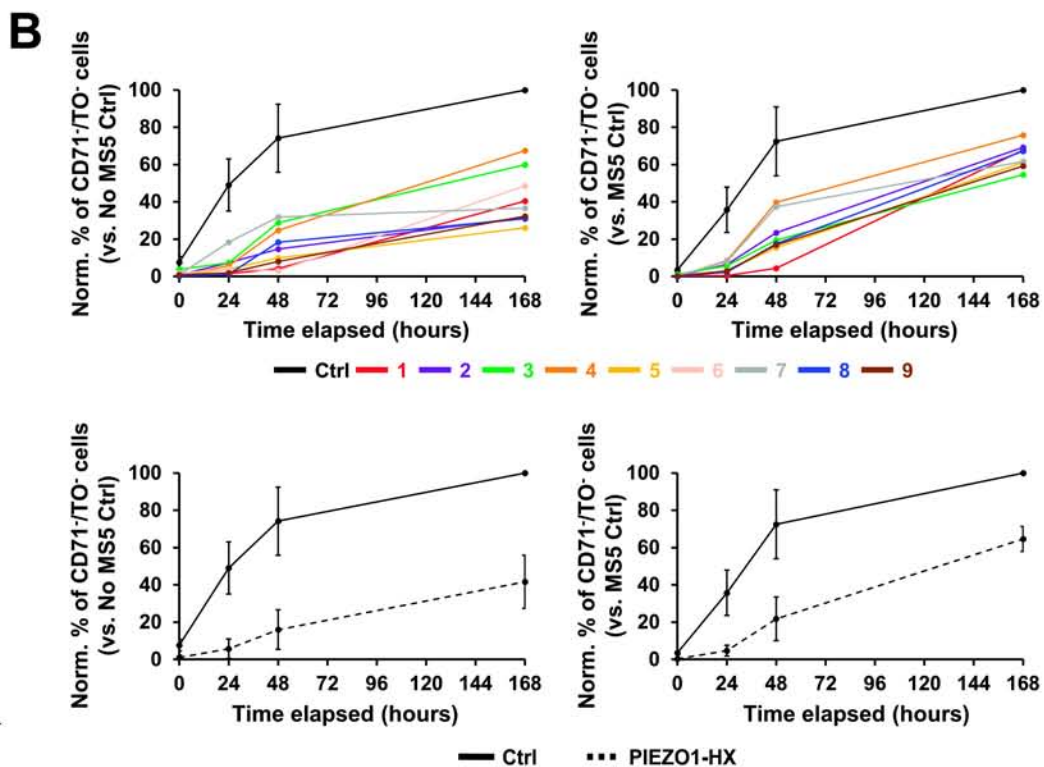 B
Norm. % of CD71-/TO- cells
(vs. No MS5 Ctrl)
100
80
60
40
20
0
0 24 48 72 96 120 144 168
Time elapsed (hours)
Norm. % of CD71-/TO- cells
(vs. MS5 Ctrl)
100
80
60
40
20
0
0 24 48 72 96 120 144 168
Time elapsed (hours)
Ctrl 1 2 3 4 5 6 7 8 9
Norm. % of CD71-/TO- cells
(vs. No MS5 Ctrl)
100
80
60
40
20
0
0 24 48 72 96 120 144 168
Time elapsed (hours)
Norm. % of CD71-/TO- cells
(vs. MS5 Ctrl)
100
80
60
40
20
0
0 24 48 72 96 120 144 168
Time elapsed (hours)
Ctrl PIEZO1-HX